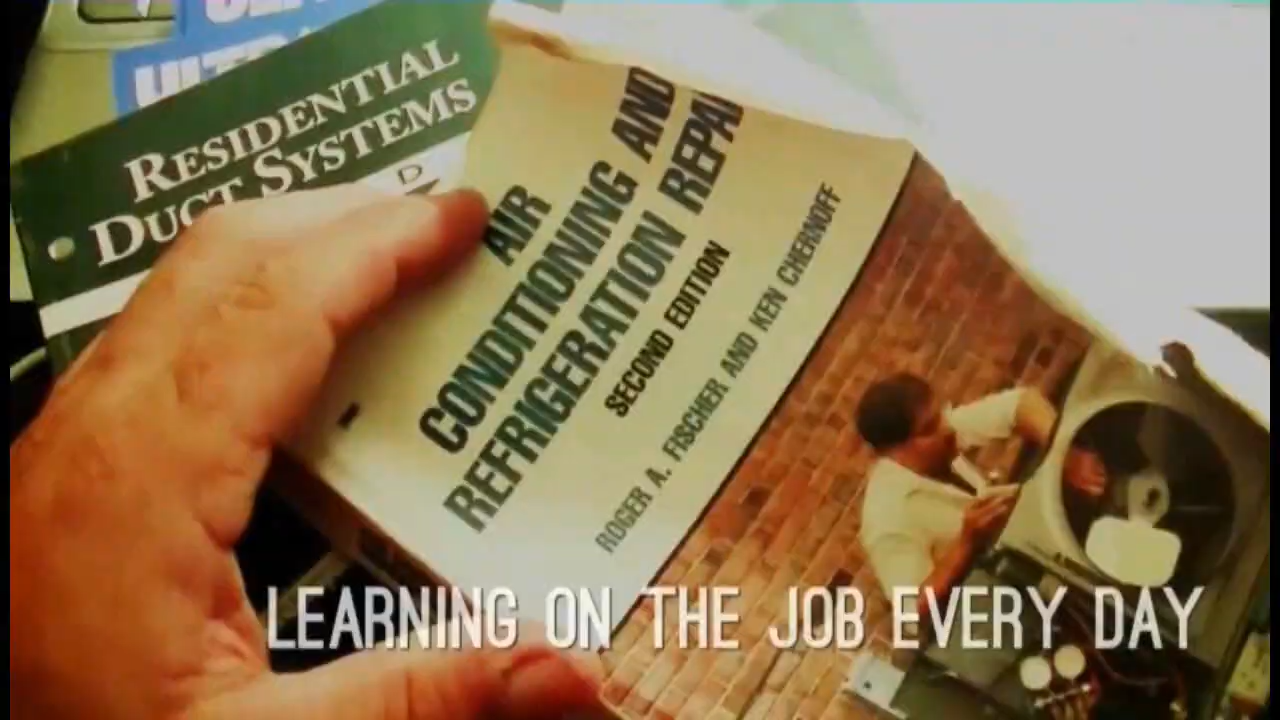 RESIDENTIAL
DUCT SYSTEMS
D
AIR
CONDITIONING AND
REFRIGERATION REPAI
SECOND EDITION
ROGER A. FISCHER AND KEN CHERNOFF
LEARNING ON THE JOB EVERY DAY